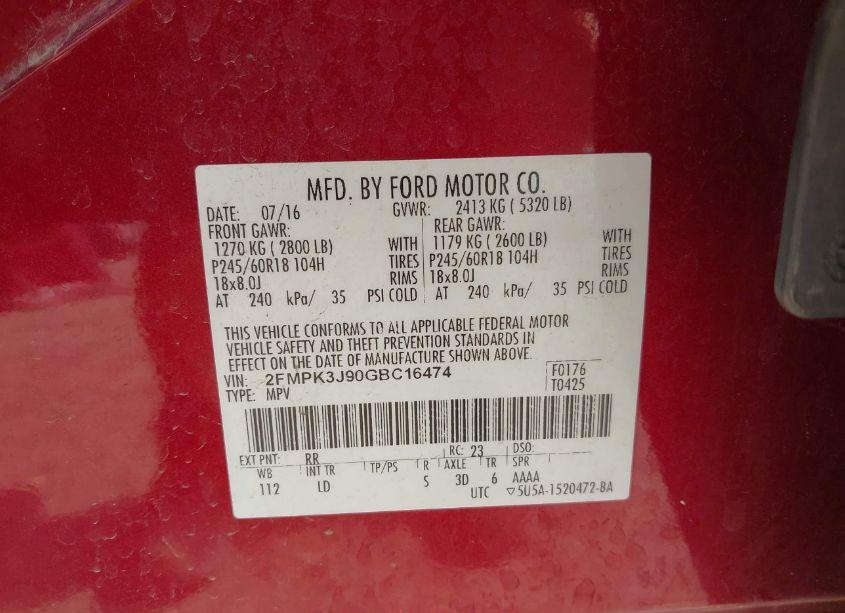 MFD. BY FORD MOTOR CO.
DATE: 07/16 GVWR: 2413 KG ( 5320 LB)
FRONT GAWR: REAR GAWR:
1270 KG ( 2800 LB) WITH 1179 KG ( 2600 LB) WITH
P245/60R18 104H TIRES P245/60R18 104H TIRES
18x8.0J RIMS 18x8.0J RIMS
AT 240 kPa/ 35 PSI COLD AT 240 kPa/ 35 PSI COLD
THIS VEHICLE CONFORMS TO ALL APPLICABLE FEDERAL MOTOR
VEHICLE SAFETY AND THEFT PREVENTION STANDARDS IN
EFFECT ON THE DATE OF MANUFACTURE SHOWN ABOVE.
VIN: 2FMPK3J90GBC16474 F0176
TYPE: MPV T0425
EXT PNT: RR RC: 23 DSO:
WB INT TR TP/PS R AXLE TR SPR
112 LD S 3D 6 AAAA
UTC ▽5U5A-1520472-BA